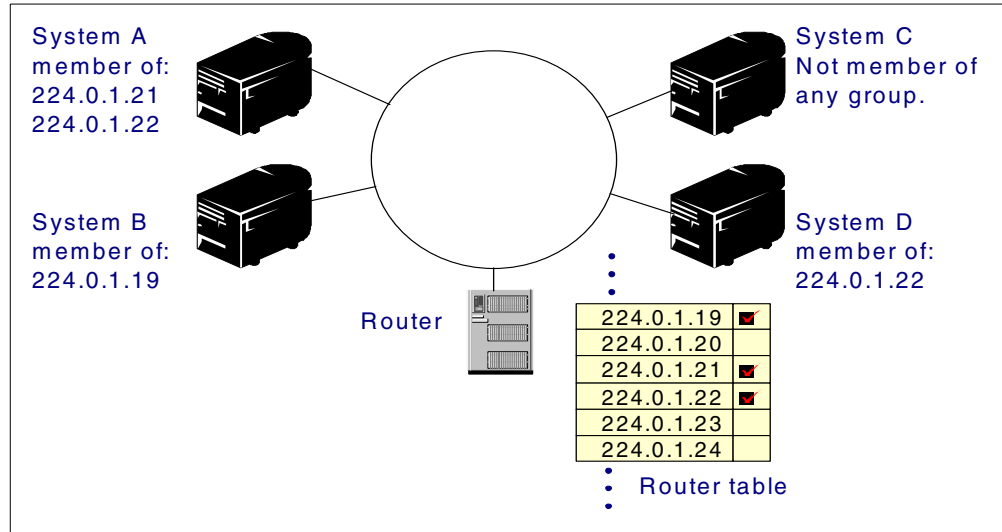 System A
member of:
224.0.1.21
224.0.1.22
System C
Not member of
any group.
System B
member of:
224.0.1.19
System D
member of:
224.0.1.22
Router
224.0.1.19
224.0.1.20
224.0.1.21
224.0.1.22
224.0.1.23
224.0.1.24
Router table